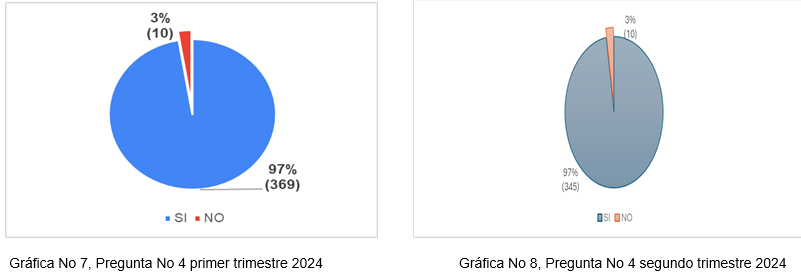 3%
(10)
97%
(369)
SI NO
Gráfica No 7, Pregunta No 4 primer trimestre 2024
3%
(10)
97%
(345)
SI NO
Gráfica No 8, Pregunta No 4 segundo trimestre 2024